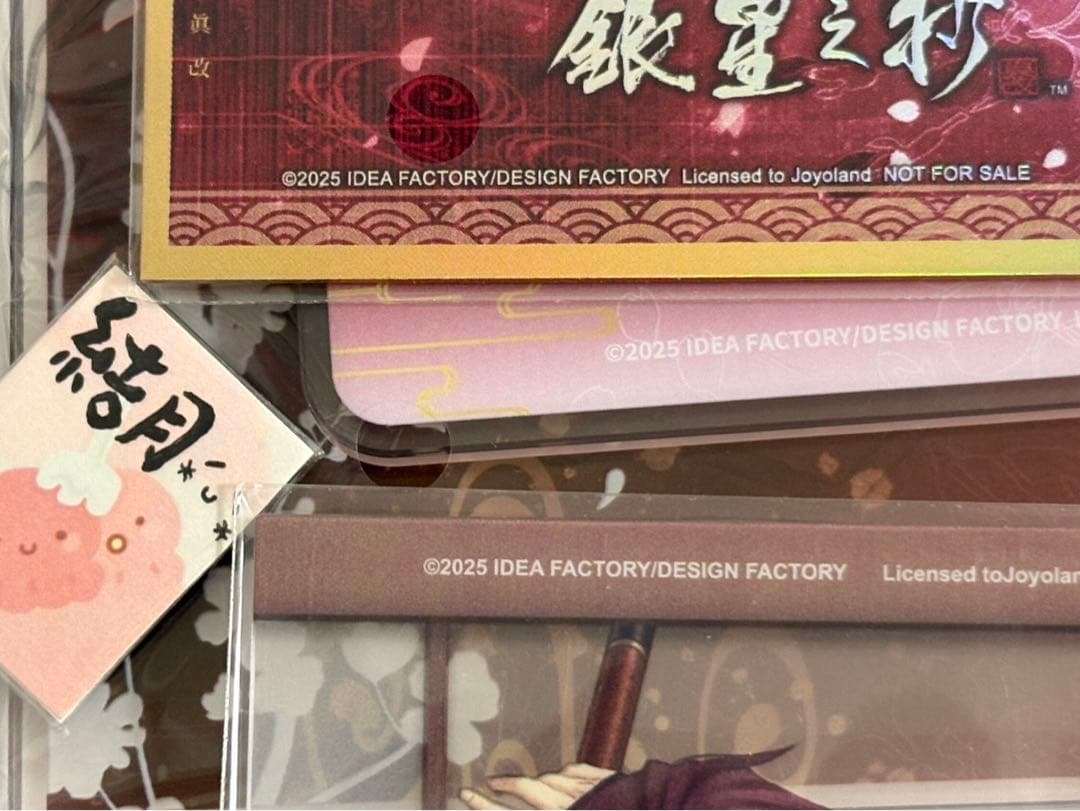 銀星之抄
TM
眞
改
©2025 IDEA FACTORY/DESIGN FACTORY Licensed to Joyoland NOT FOR SALE
©2025 IDEA FACTORY/DESIGN FACTORY
結月
©2025 IDEA FACTORY/DESIGN FACTORY Licensed toJoyolan